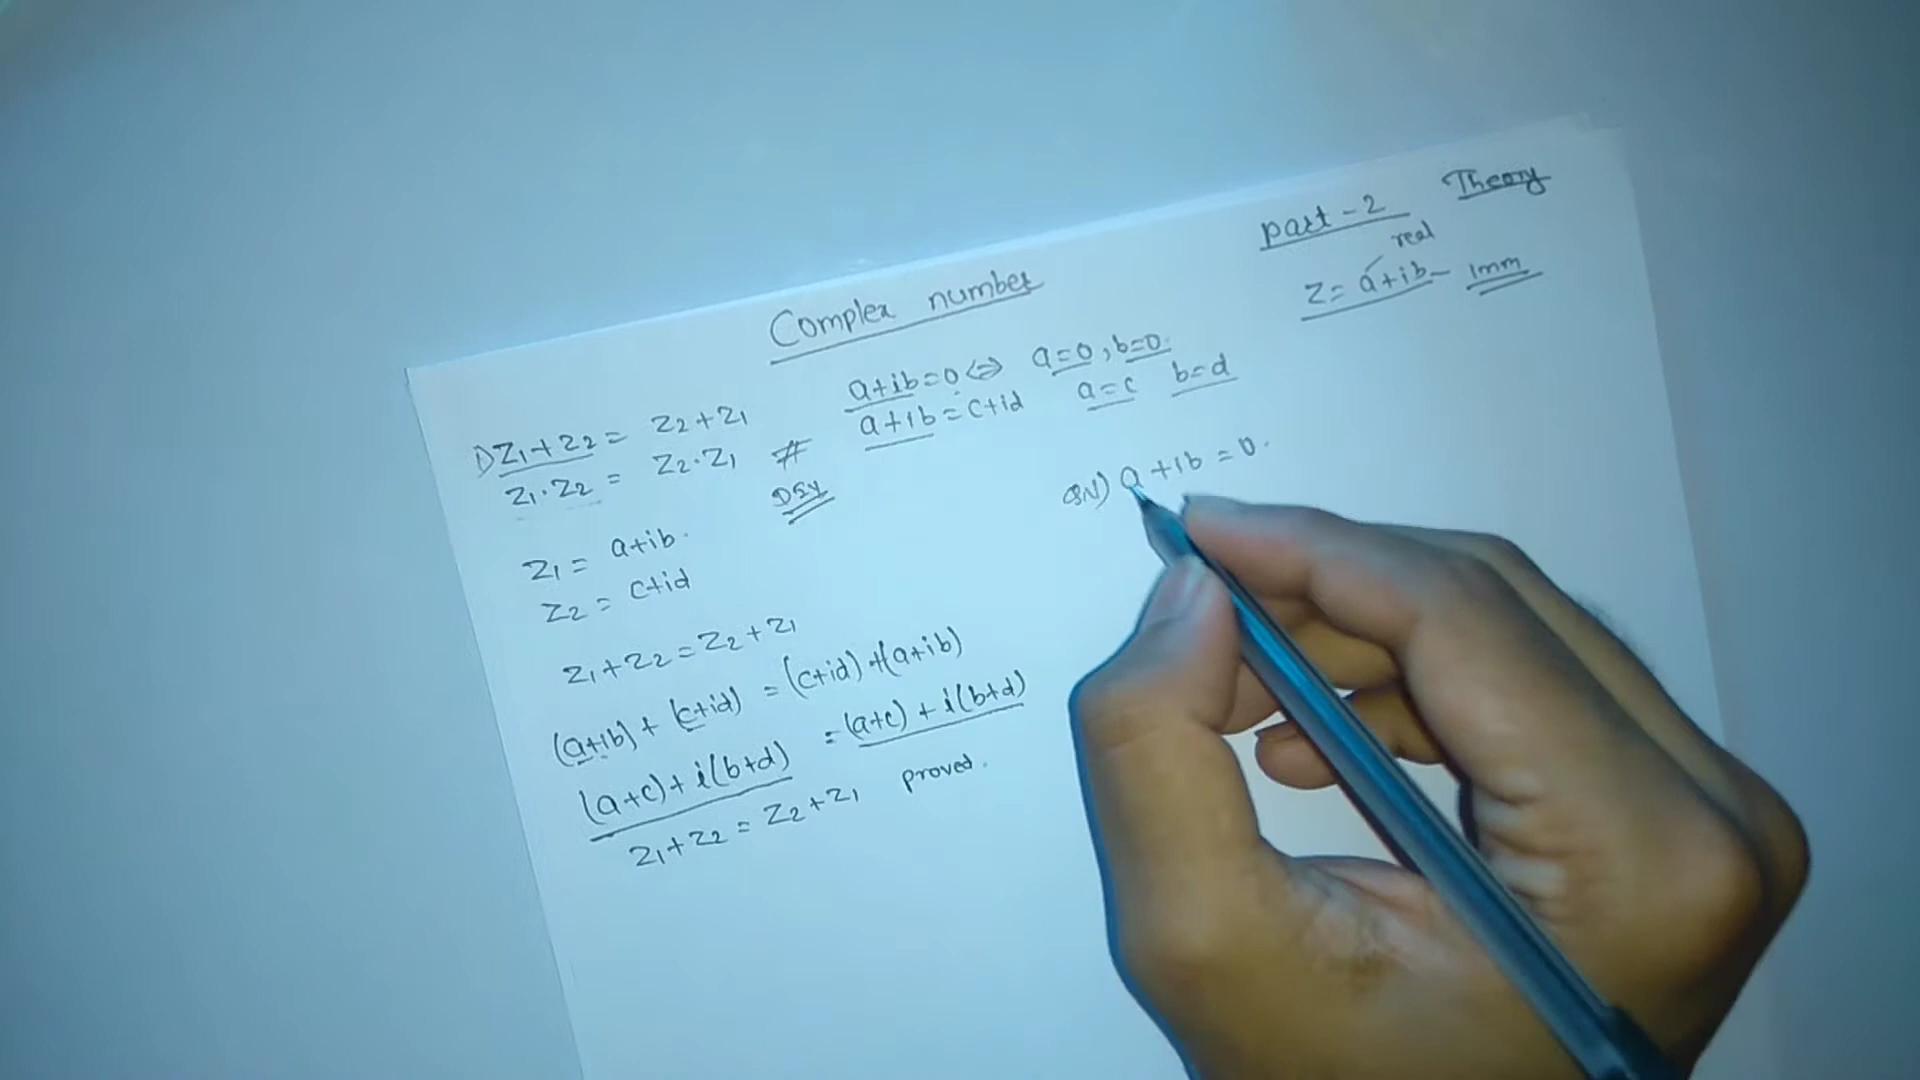 Theory
part-2
real
Z = a+ib - Imm
Complex number
a+ib=0 ⇔ a=0, b=0.
a+ib = c+id a=c b=d
1) Z1+Z2 = Z2+Z1
Z1·Z2 = Z2·Z1 #
Z1 = a+ib.
Z2 = c+id
Z1+Z2 = Z2+Z1
(a+ib) + (c+id) = (c+id) + (a+ib)
(a+c) + i(b+d) = (a+c) + i(b+d)
Z1+Z2 = Z2+Z1 proved.
a+ib = 0.